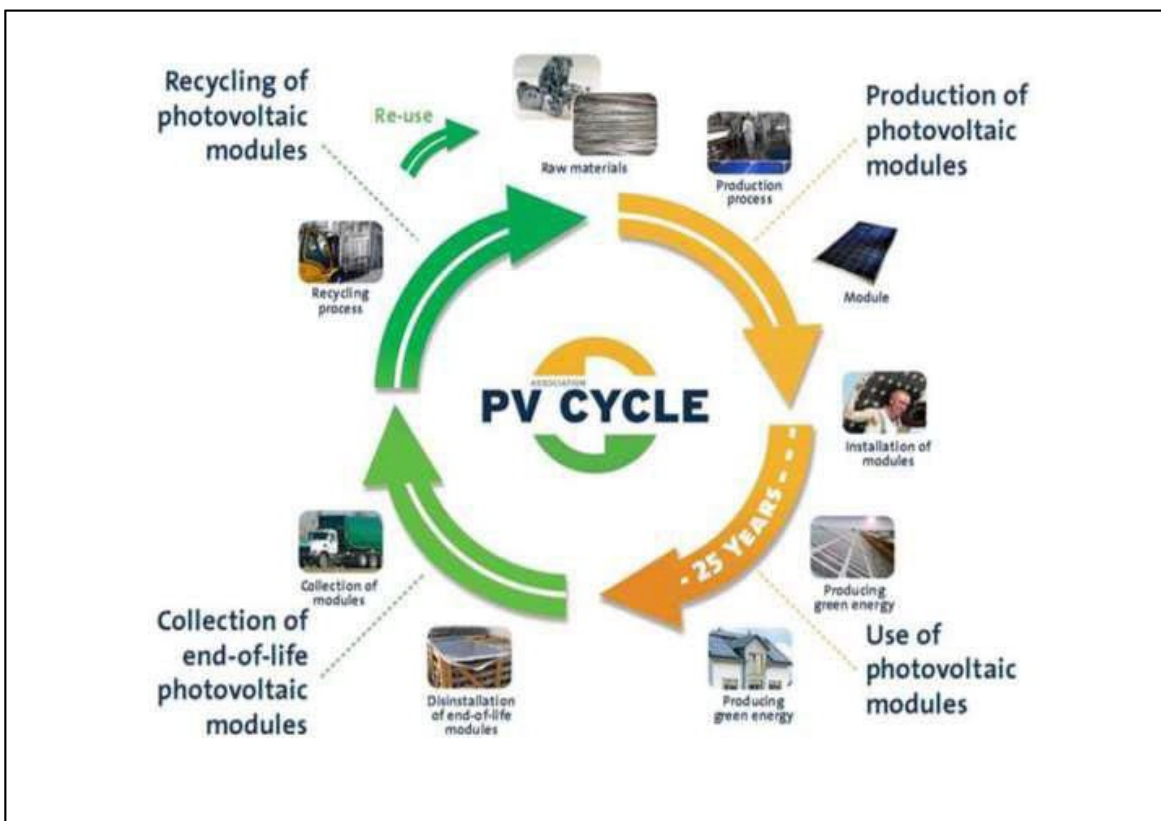 Recycling of
photovoltaic
modules
Re-use
Raw materials
Production
process
Production of
photovoltaic
modules
Module
Installation of
modules
- 25 YEARS - - -
Producing
green energy
Use of
photovoltaic
modules
Producing
green energy
Disinstallation
of end-of-life
modules
Collection of
end-of-life
photovoltaic
modules
Collection of
modules
Recycling
process
ASSOCIATION
PV CYCLE